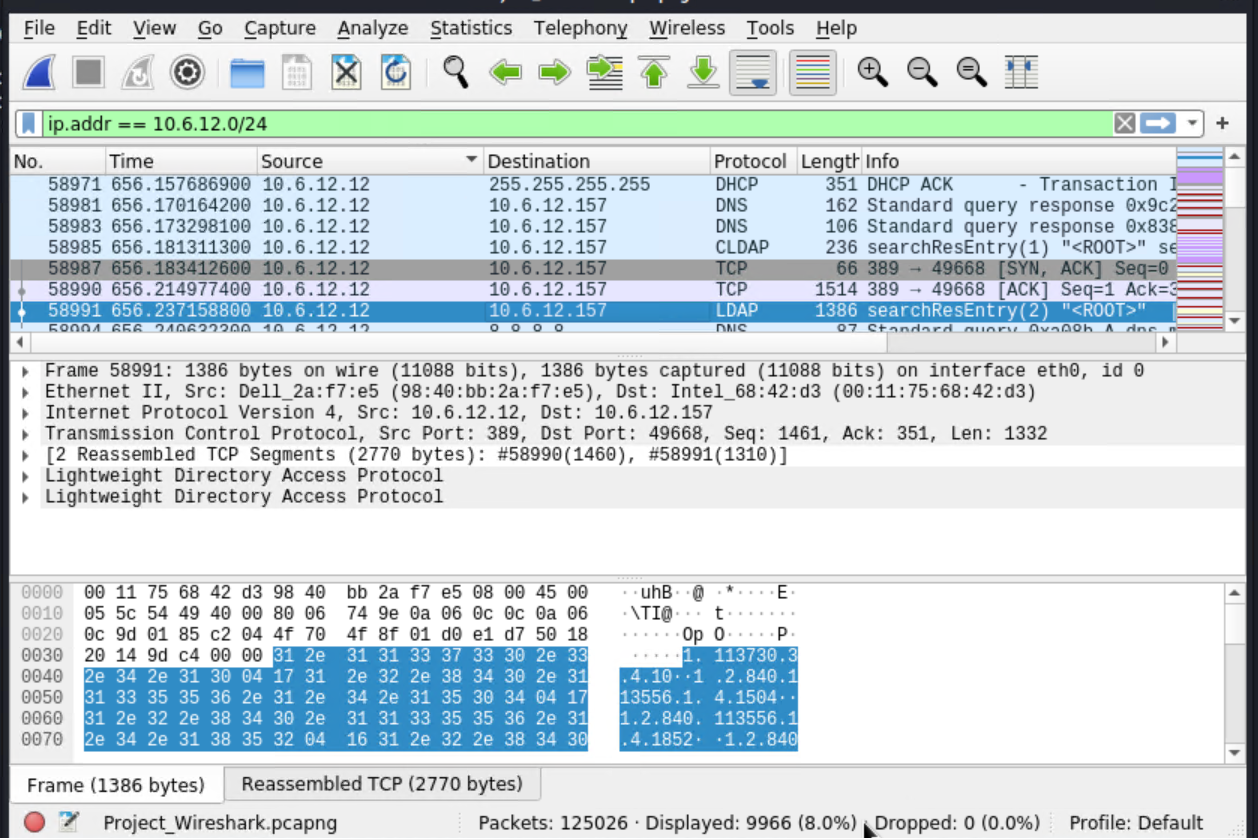 File Edit View Go Capture Analyze Statistics Telephony Wireless Tools Help
ip.addr == 10.6.12.0/24
No. Time Source Destination Protocol Length Info
58971 656.157686900 10.6.12.12 255.255.255.255 DHCP 351 DHCP ACK - Transaction I
58981 656.170164200 10.6.12.12 10.6.12.157 DNS 162 Standard query response 0x9c2
58983 656.173298100 10.6.12.12 10.6.12.157 DNS 106 Standard query response 0x838
58985 656.181311300 10.6.12.12 10.6.12.157 CLDAP 236 searchResEntry(1) "<ROOT>" se
58987 656.183412600 10.6.12.12 10.6.12.157 TCP 66 389 → 49668 [SYN, ACK] Seq=0
58990 656.214977400 10.6.12.12 10.6.12.157 TCP 1514 389 → 49668 [ACK] Seq=1 Ack=3
58991 656.237158800 10.6.12.12 10.6.12.157 LDAP 1386 searchResEntry(2) "<ROOT>"
58994 656.240632300 10.6.12.12 8.8.8.8 DNS 87 Standard query 0xa08b A dns
Frame 58991: 1386 bytes on wire (11088 bits), 1386 bytes captured (11088 bits) on interface eth0, id 0
Ethernet II, Src: Dell_2a:f7:e5 (98:40:bb:2a:f7:e5), Dst: Intel_68:42:d3 (00:11:75:68:42:d3)
Internet Protocol Version 4, Src: 10.6.12.12, Dst: 10.6.12.157
Transmission Control Protocol, Src Port: 389, Dst Port: 49668, Seq: 1461, Ack: 351, Len: 1332
[2 Reassembled TCP Segments (2770 bytes): #58990(1460), #58991(1310)]
Lightweight Directory Access Protocol
Lightweight Directory Access Protocol
0000 00 11 75 68 42 d3 98 40 bb 2a f7 e5 08 00 45 00 ··uhB··@ ·*····E·
0010 05 5c 54 49 40 00 80 06 74 9e 0a 06 0c 0c 0a 06 ·\TI@··· t·······
0020 0c 9d 01 85 c2 04 4f 70 4f 8f 01 d0 e1 d7 50 18 ······Op O·····P·
0030 20 14 9d c4 00 00 31 2e 31 31 33 37 33 30 2e 33 ·····1. 113730.3
0040 2e 34 2e 31 30 04 17 31 2e 32 2e 38 34 30 2e 31 .4.10··1 .2.840.1
0050 31 33 35 35 36 2e 31 2e 34 2e 31 35 30 34 04 17 13556.1. 4.1504··
0060 31 2e 32 2e 38 34 30 2e 31 31 33 35 35 36 2e 31 1.2.840. 113556.1
0070 2e 34 2e 31 38 35 32 04 16 31 2e 32 2e 38 34 30 .4.1852· ·1.2.840
Frame (1386 bytes) Reassembled TCP (2770 bytes)
Project_Wireshark.pcapng Packets: 125026 · Displayed: 9966 (8.0%) · Dropped: 0 (0.0%) Profile: Default